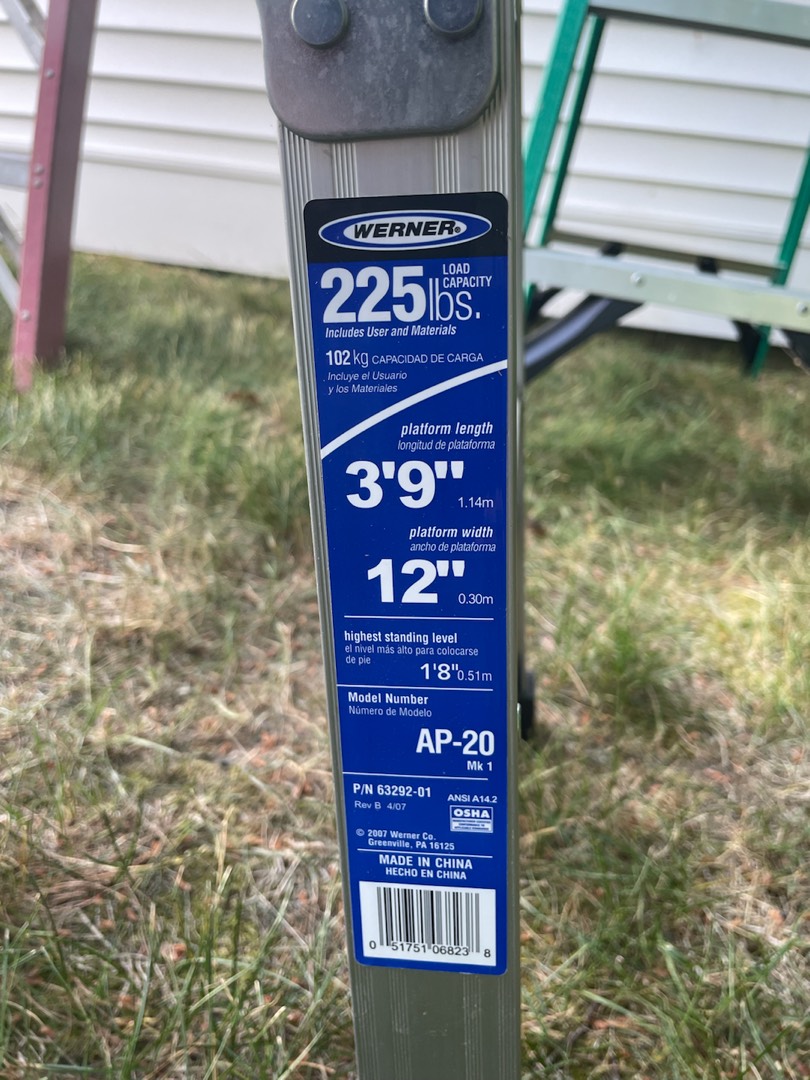 WERNER®
225 lbs. LOAD CAPACITY
Includes User and Materials
102 kg CAPACIDAD DE CARGA
Incluye el Usuario
y los Materiales
platform length
longitud de plataforma
3'9" 1.14m
platform width
ancho de plataforma
12" 0.30m
highest standing level
el nivel más alto para colocarse
de pie
1'8" 0.51m
Model Number
Número de Modelo
AP-20
Mk 1
P/N 63292-01
Rev B 4/07
ANSI A14.2
OSHA
© 2007 Werner Co.
Greenville, PA 16125
MADE IN CHINA
HECHO EN CHINA
0 51751 06823 8